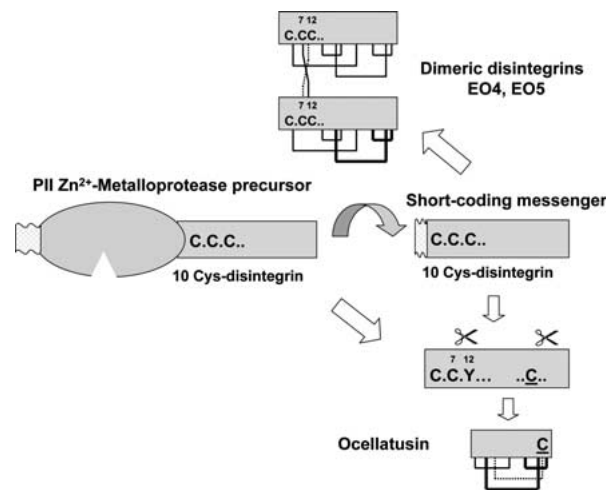 7 12
C.CC..
Dimeric disintegrins
EO4, EO5
7 12
C.CC..
PII Zn²⁺-Metalloprotease precursor
Short-coding messenger
C.C.C..
C.C.C..
10 Cys-disintegrin
10 Cys-disintegrin
7 12
C.C.Y... ..C..
Ocellatusin
C